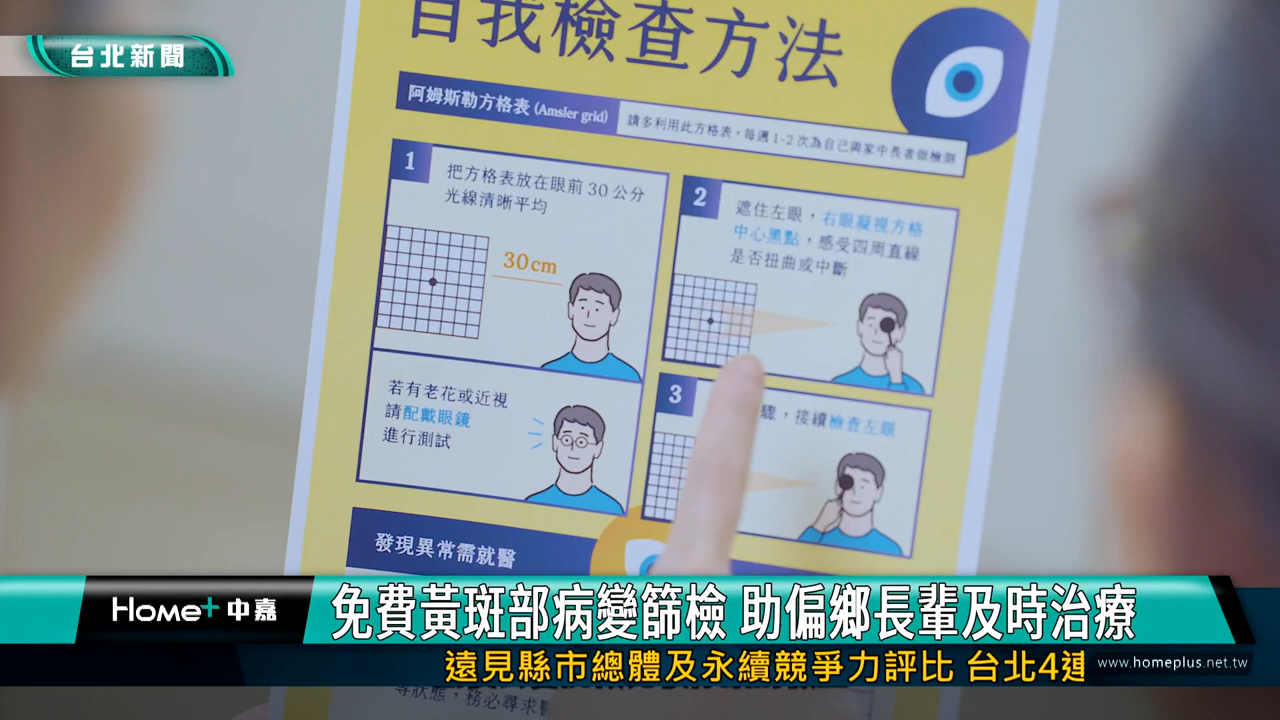 台北新聞
自我檢查方法
阿姆斯勒方格表 (Amsler grid)
請多利用此方格表,每週 1-2 次為自己與家中長者做檢測
1
把方格表放在眼前 30 公分
光線清晰平均
30cm
若有老花或近視
請配戴眼鏡
進行測試
2
遮住左眼,右眼凝視方格
中心黑點,感受四周直線
是否扭曲或中斷
3
驟,接續檢查左眼
發現異常需就醫
Home+ 中嘉
免費黃斑部病變篩檢 助偏鄉長輩及時治療
遠見縣市總體及永續競爭力評比 台北4連
www.homeplus.net.tw
等狀態,務必尋求